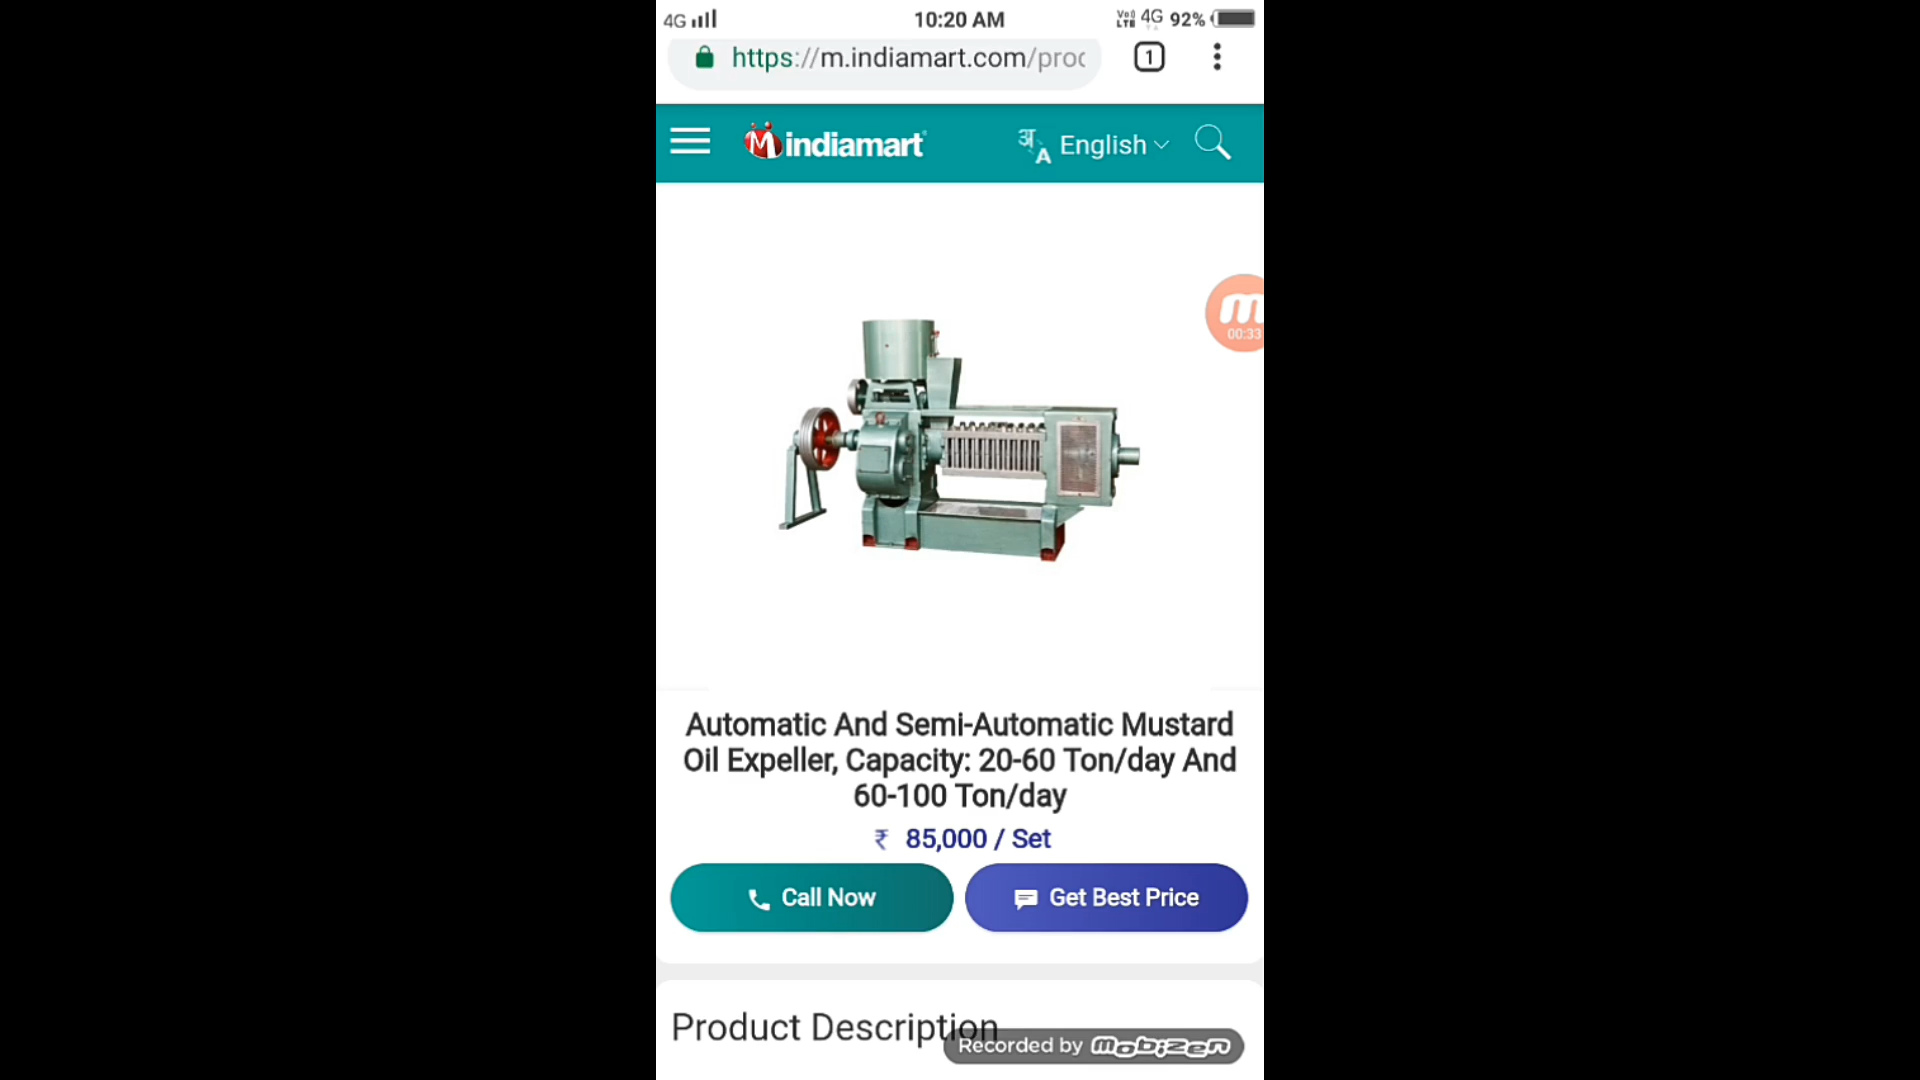 4G 10:20 AM Vo) LTE 4G 92%
https://m.indiamart.com/proc 1
M indiamart अ A English
m
00:33
Automatic And Semi-Automatic Mustard
Oil Expeller, Capacity: 20-60 Ton/day And
60-100 Ton/day
₹ 85,000 / Set
Call Now Get Best Price
Product Description
Recorded by mobizen